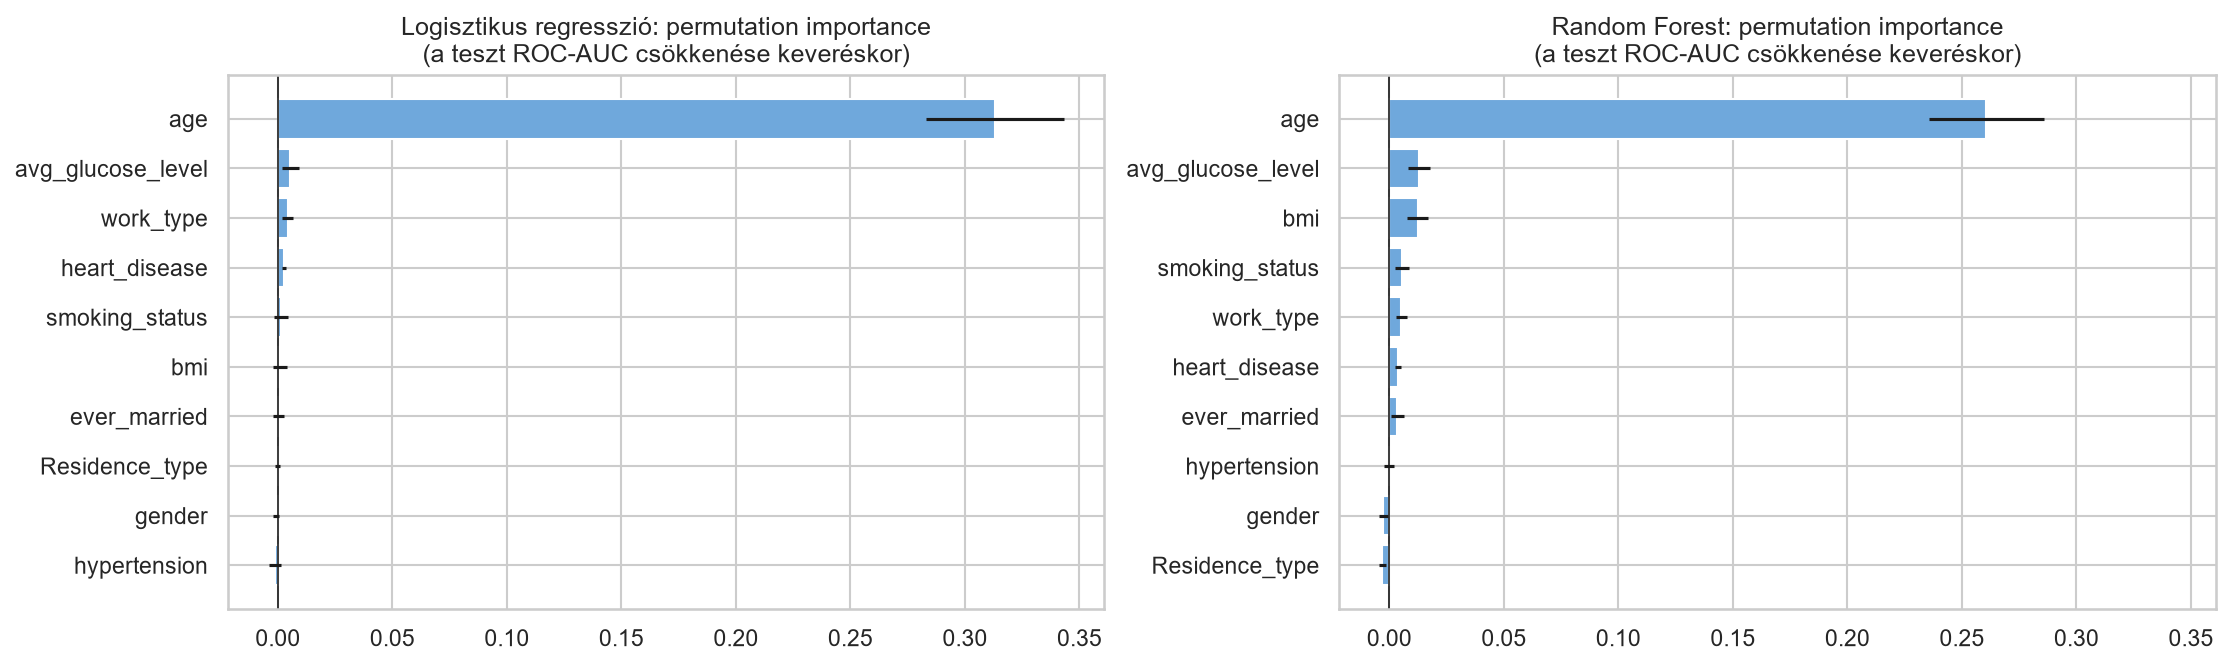 Logisztikus regresszió: permutation importance
(a teszt ROC-AUC csökkenése keveréskor)
age
avg_glucose_level
work_type
heart_disease
smoking_status
bmi
ever_married
Residence_type
gender
hypertension
0.00 0.05 0.10 0.15 0.20 0.25 0.30 0.35
Random Forest: permutation importance
(a teszt ROC-AUC csökkenése keveréskor)
age
avg_glucose_level
bmi
smoking_status
work_type
heart_disease
ever_married
hypertension
gender
Residence_type
0.00 0.05 0.10 0.15 0.20 0.25 0.30 0.35